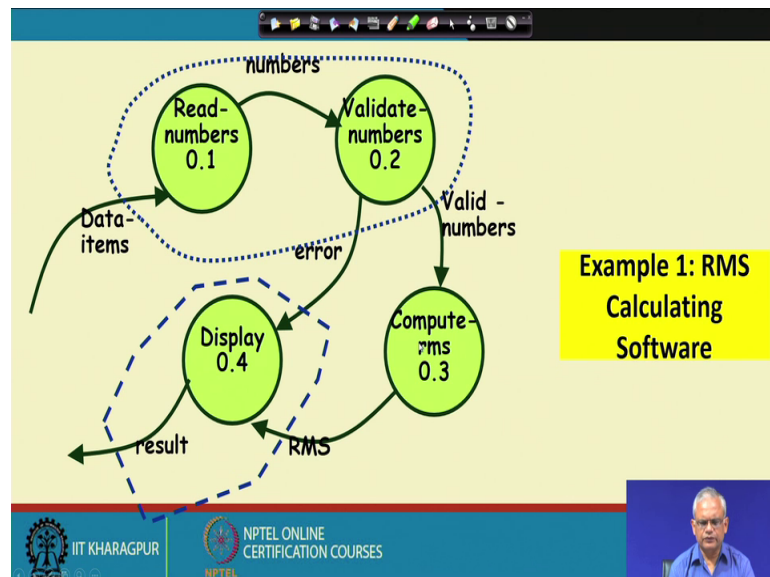 numbers
Read-
numbers
0.1
Validate-
numbers
0.2
Data-
items
Valid -
numbers
error
Display
0.4
Compute-
rms
0.3
result
RMS
Example 1: RMS
Calculating
Software
IIT KHARAGPUR
NPTEL ONLINE
CERTIFICATION COURSES
NPTEL